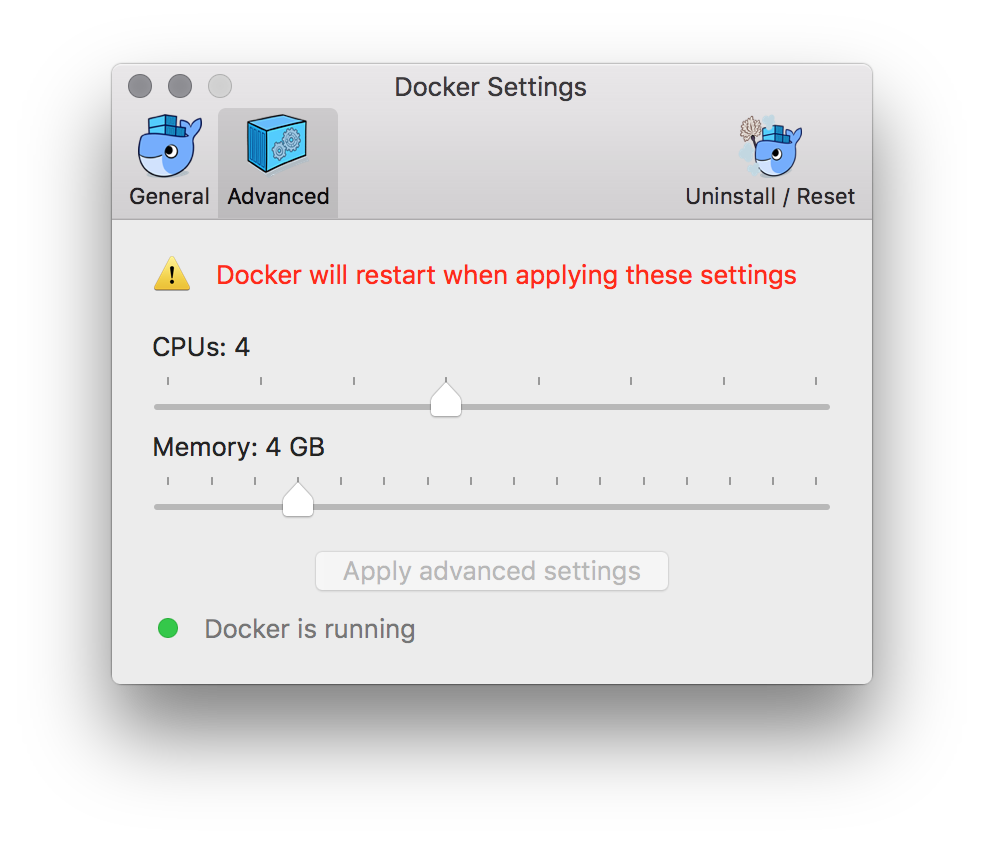 Docker Settings
General
Advanced
Uninstall / Reset
Docker will restart when applying these settings
CPUs: 4
Memory: 4 GB
Apply advanced settings
Docker is running